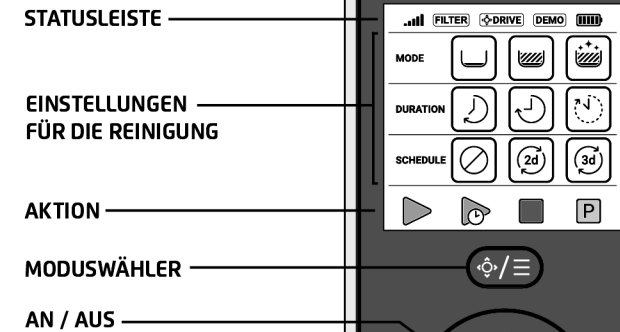 STATUSLEISTE
FILTER DRIVE DEMO
MODE
EINSTELLUNGEN
FÜR DIE REINIGUNG
DURATION
SCHEDULE 2d 3d
AKTION
P
MODUSWÄHLER
AN / AUS